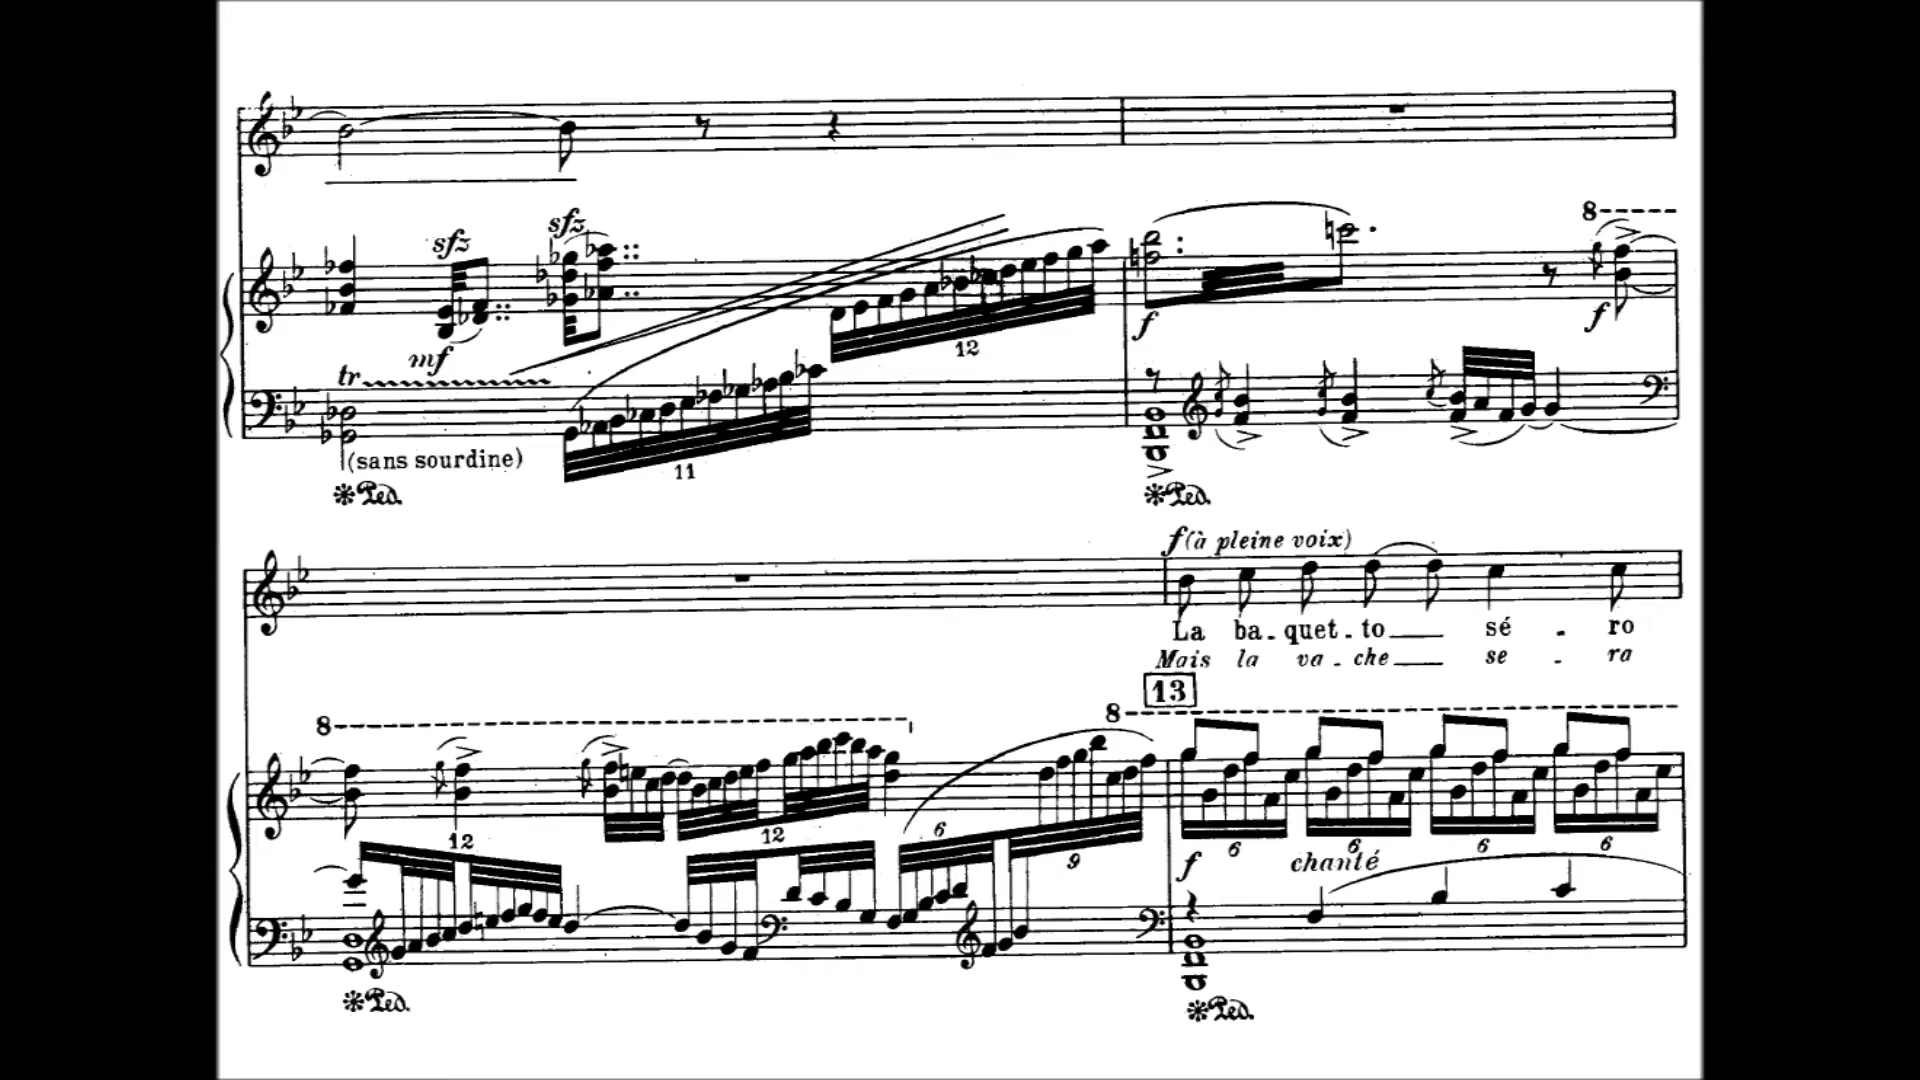 sfz
sfz
8
mf
f
f
12
tr
(sans sourdine)
11
Ped.
Ped.
f (à pleine voix)
La ba - quet - to sé - ro
Mais la va - che se - ra
13
8
8
12
12
6
9
6
6
6
6
f chanté
Ped.
Ped.